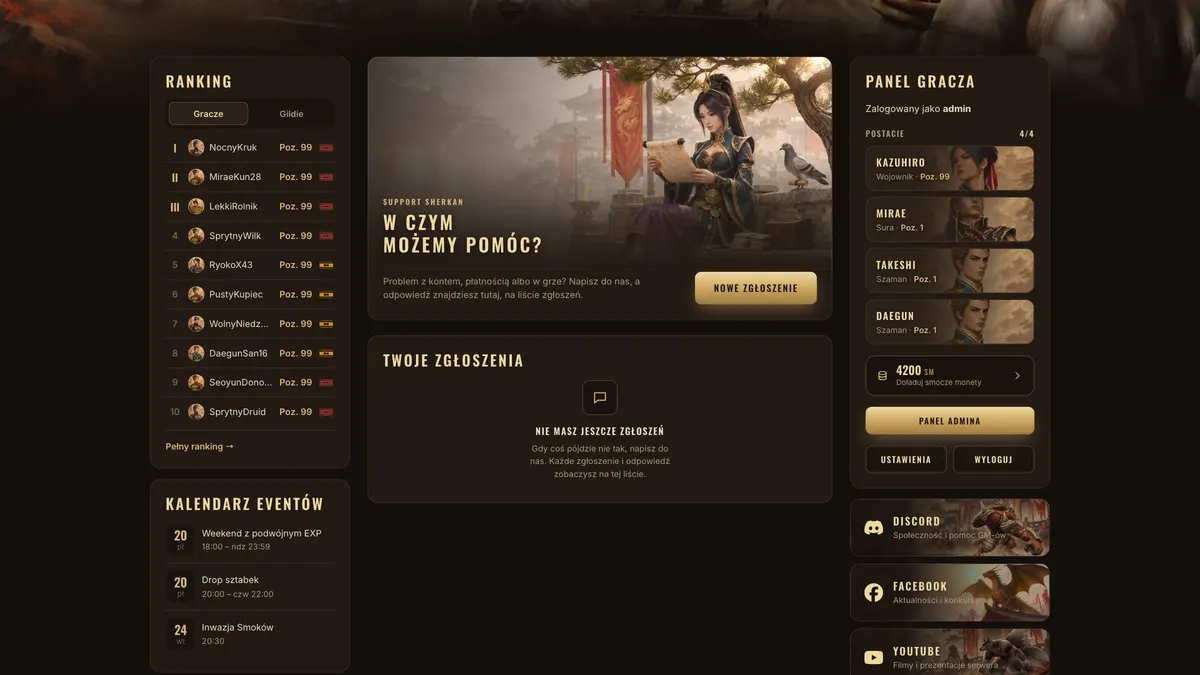 RANKING
Gracze
Gildie
I NocnyKruk Poz. 99
II MiraeKun28 Poz. 99
III LekkiRolnik Poz. 99
4 SprytnyWilk Poz. 99
5 RyokoX43 Poz. 99
6 PustyKupiec Poz. 99
7 WolnyNiedz... Poz. 99
8 DaegunSan16 Poz. 99
9 SeoyunDono... Poz. 99
10 SprytnyDruid Poz. 99
Pełny ranking →
KALENDARZ EVENTÓW
20 pt
Weekend z podwójnym EXP
18:00 – ndz 23:59
20 pt
Drop sztabek
20:00 – czw 22:00
24 wt
Inwazja Smoków
20:30
SUPPORT SHERKAN
W CZYM
MOŻEMY POMÓC?
Problem z kontem, płatnością albo w grze? Napisz do nas, a
odpowiedź znajdziesz tutaj, na liście zgłoszeń.
NOWE ZGŁOSZENIE
TWOJE ZGŁOSZENIA
NIE MASZ JESZCZE ZGŁOSZEŃ
Gdy coś pójdzie nie tak, napisz do
nas. Każde zgłoszenie i odpowiedź
zobaczysz na tej liście.
PANEL GRACZA
Zalogowany jako admin
POSTACIE 4/4
KAZUHIRO
Wojownik · Poz. 99
MIRAE
Sura · Poz. 1
TAKESHI
Szaman · Poz. 1
DAEGUN
Szaman · Poz. 1
4200 SM
Doładuj smocze monety
PANEL ADMINA
USTAWIENIA
WYLOGUJ
DISCORD
Społeczność i pomoc GM-ów
FACEBOOK
Aktualności i konkursy
YOUTUBE
Filmy i prezentacje serwera